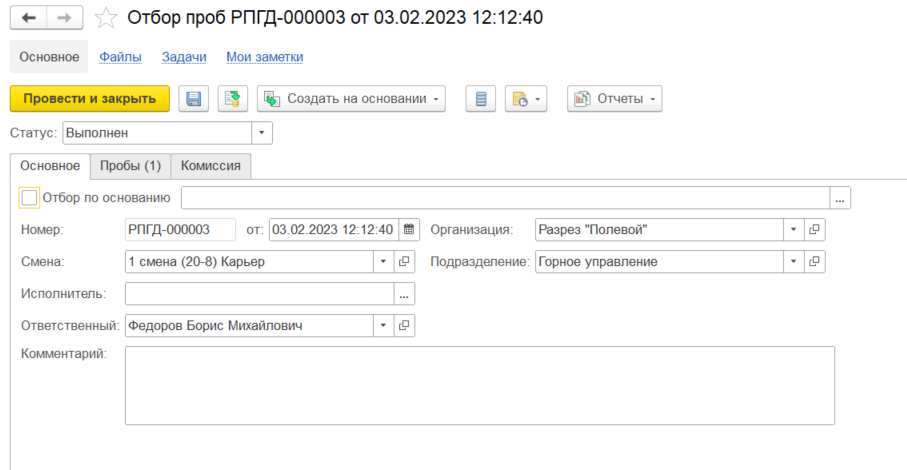 Отбор проб РПГД-000003 от 03.02.2023 12:12:40
Основное Файлы Задачи Мои заметки
Провести и закрыть Создать на основании Отчеты
Статус: Выполнен
Основное Пробы (1) Комиссия
Отбор по основанию ...
Номер: РПГД-000003 от: 03.02.2023 12:12:40 Организация: Разрез "Полевой"
Смена: 1 смена (20-8) Карьер Подразделение: Горное управление
Исполнитель: ...
Ответственный: Федоров Борис Михайлович
Комментарий: